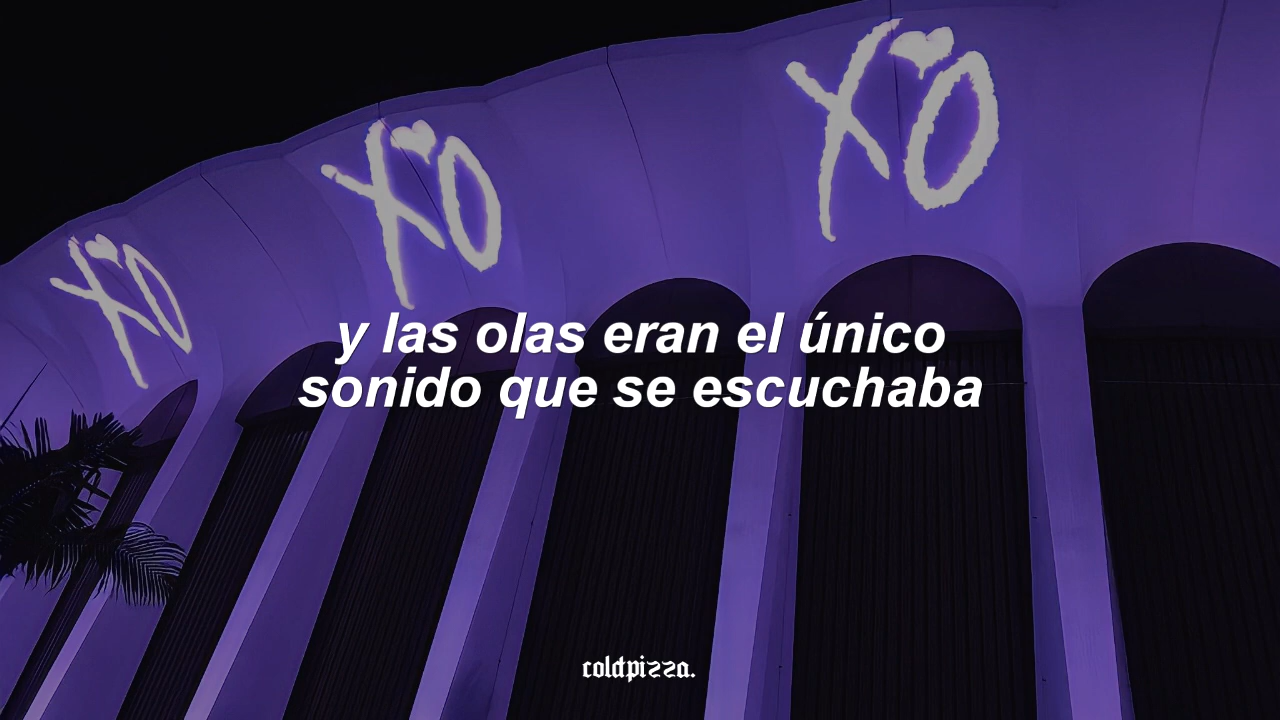 XO
XO
XO
y las olas eran el único
sonido que se escuchaba
coldpizza.